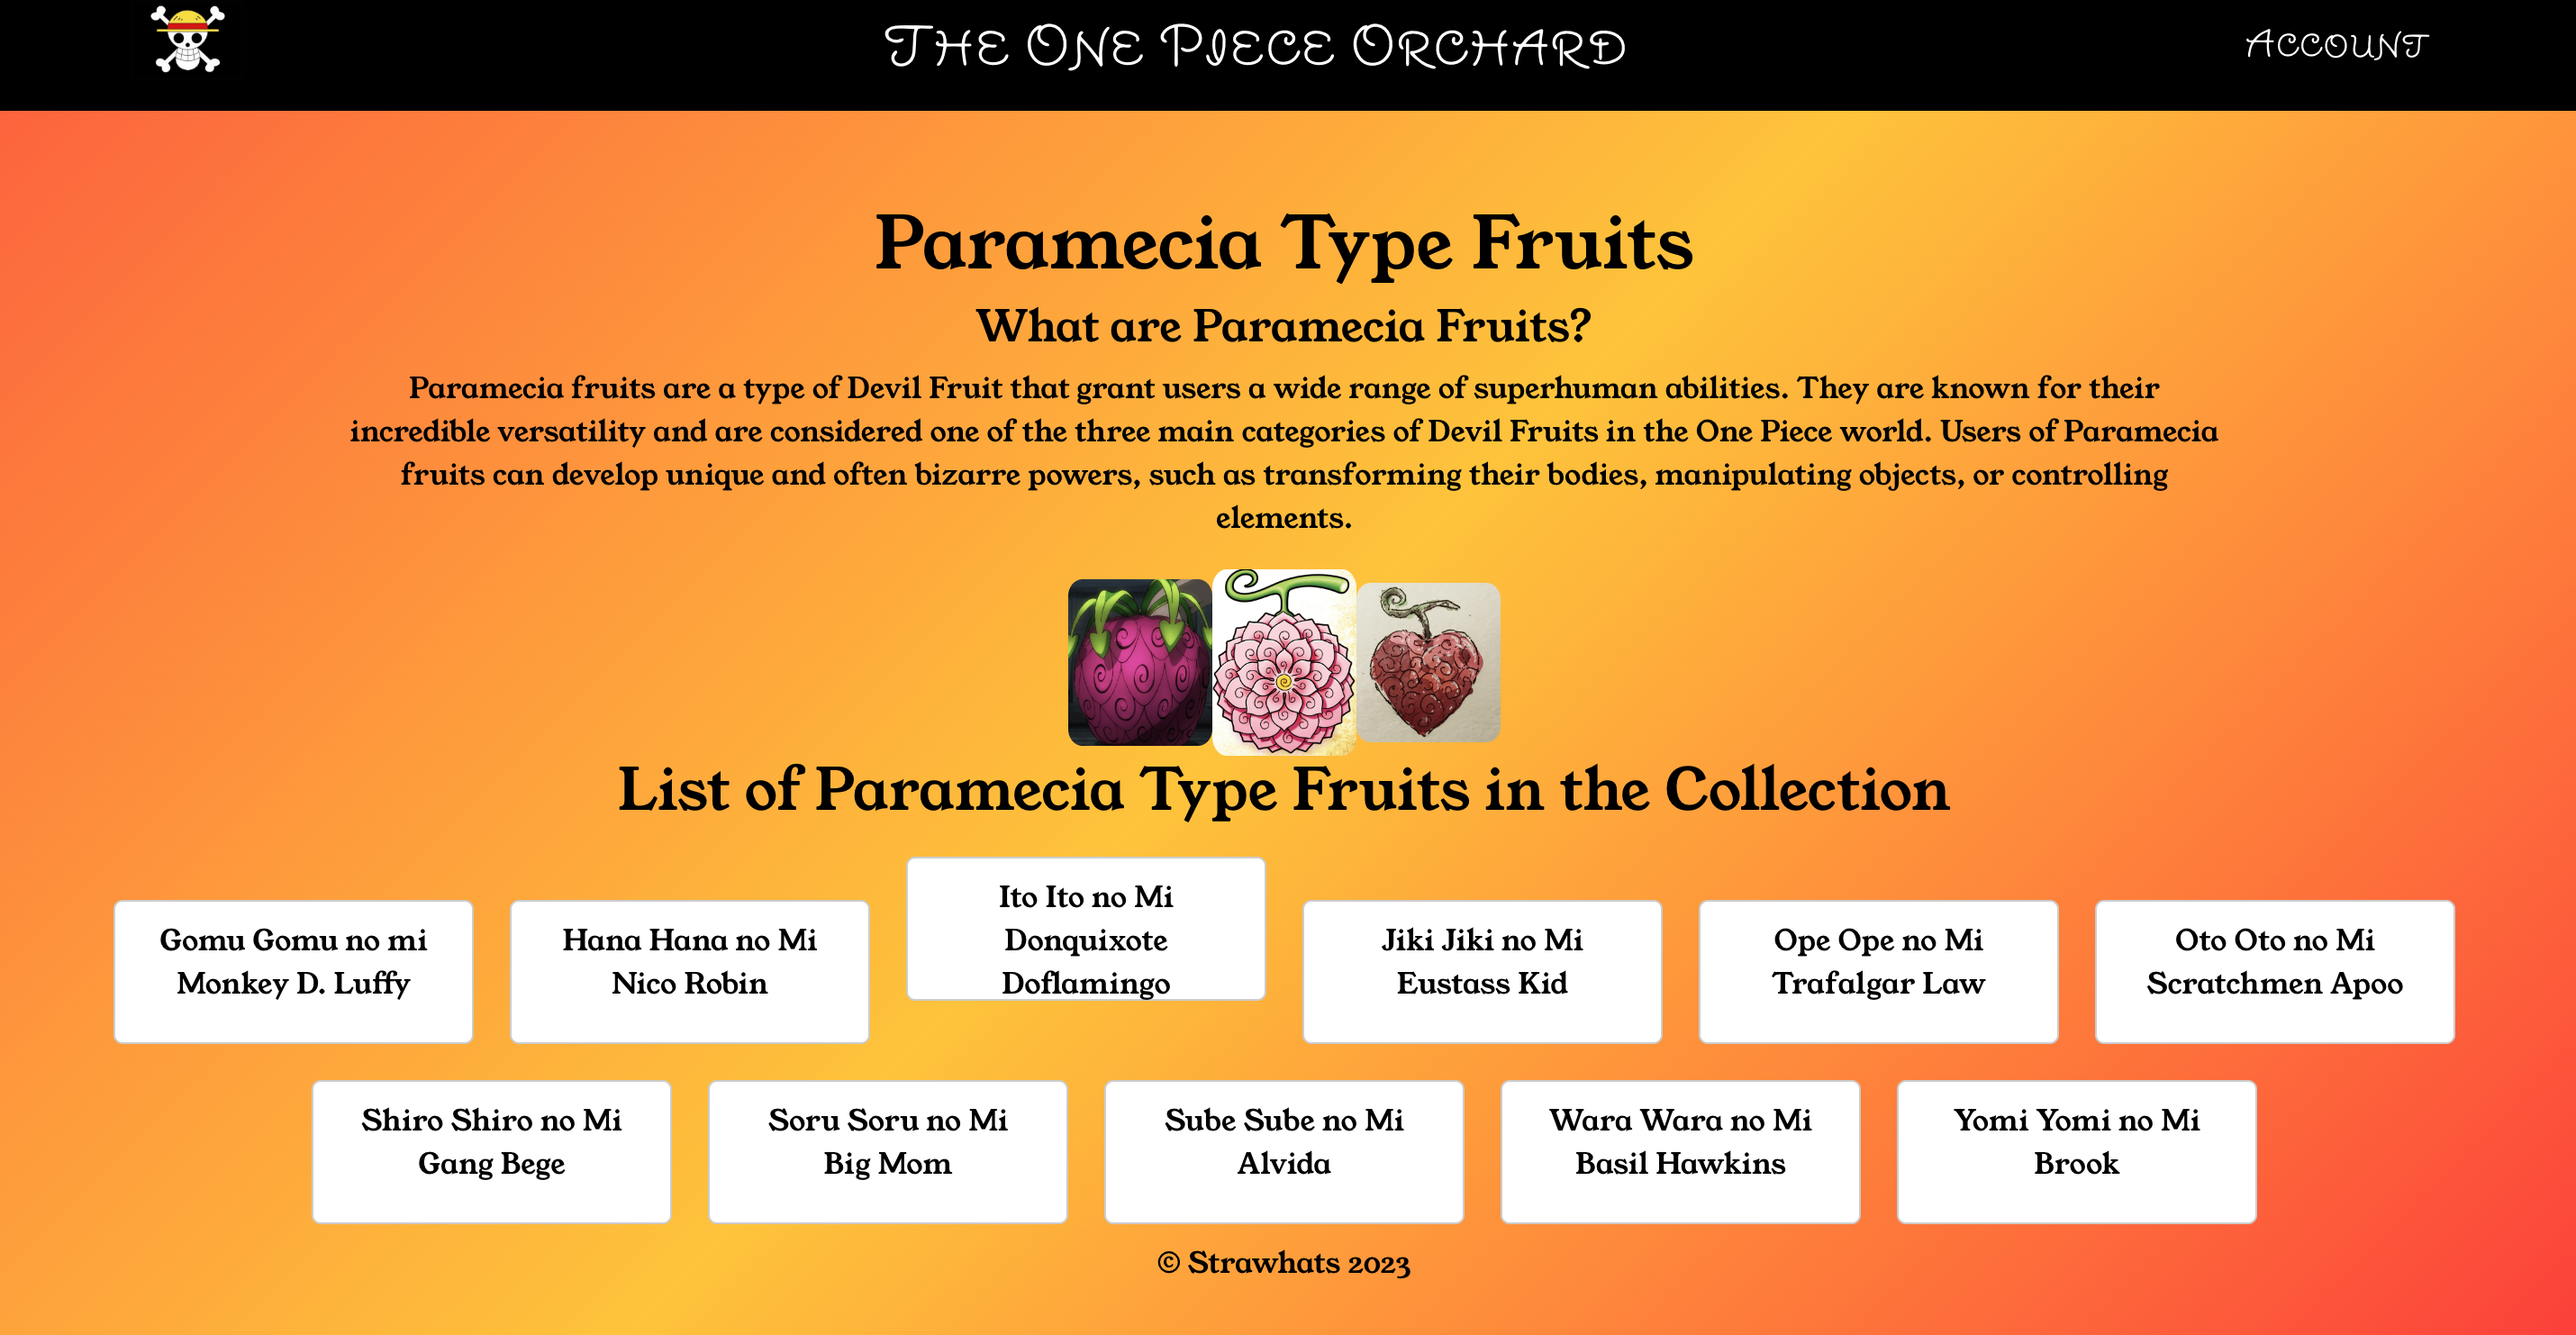 The One Piece Orchard
Account
Paramecia Type Fruits
What are Paramecia Fruits?
Paramecia fruits are a type of Devil Fruit that grant users a wide range of superhuman abilities. They are known for their
incredible versatility and are considered one of the three main categories of Devil Fruits in the One Piece world. Users of Paramecia
fruits can develop unique and often bizarre powers, such as transforming their bodies, manipulating objects, or controlling
elements.
List of Paramecia Type Fruits in the Collection
Gomu Gomu no mi
Monkey D. Luffy
Hana Hana no Mi
Nico Robin
Ito Ito no Mi
Donquixote
Doflamingo
Jiki Jiki no Mi
Eustass Kid
Ope Ope no Mi
Trafalgar Law
Oto Oto no Mi
Scratchmen Apoo
Shiro Shiro no Mi
Gang Bege
Soru Soru no Mi
Big Mom
Sube Sube no Mi
Alvida
Wara Wara no Mi
Basil Hawkins
Yomi Yomi no Mi
Brook
© Strawhats 2023